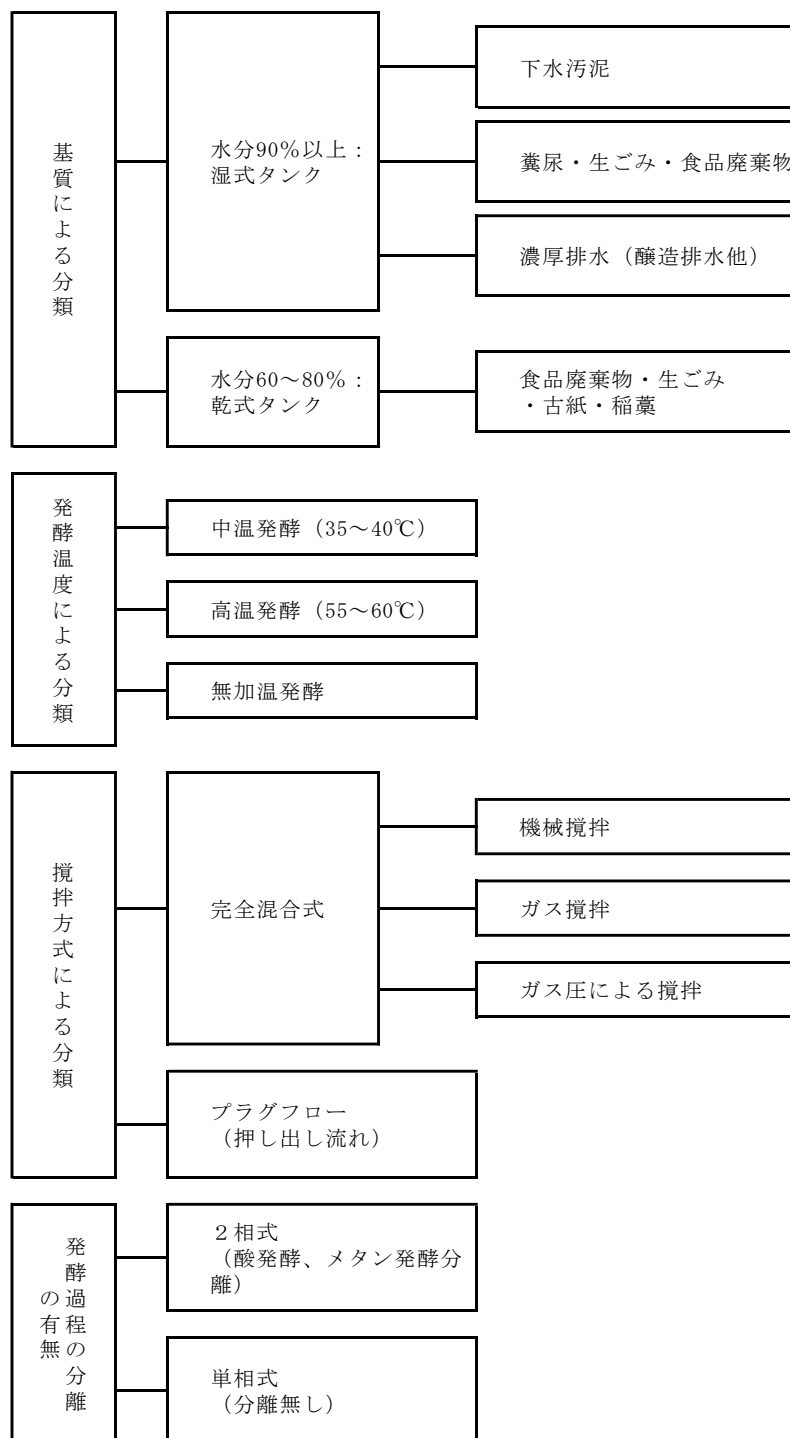 基質による分類
水分90%以上：
湿式タンク
下水汚泥
糞尿・生ごみ・食品廃棄物
濃厚排水（醸造排水他）
水分60～80%：
乾式タンク
食品廃棄物・生ごみ
・古紙・稲藁
発酵温度による分類
中温発酵（35～40℃）
高温発酵（55～60℃）
無加温発酵
撹拌方式による分類
完全混合式
機械撹拌
ガス撹拌
ガス圧による撹拌
プラグフロー
（押し出し流れ）
発酵過程の分離
の有無
２相式
（酸発酵、メタン発酵分
離）
単相式
（分離無し）